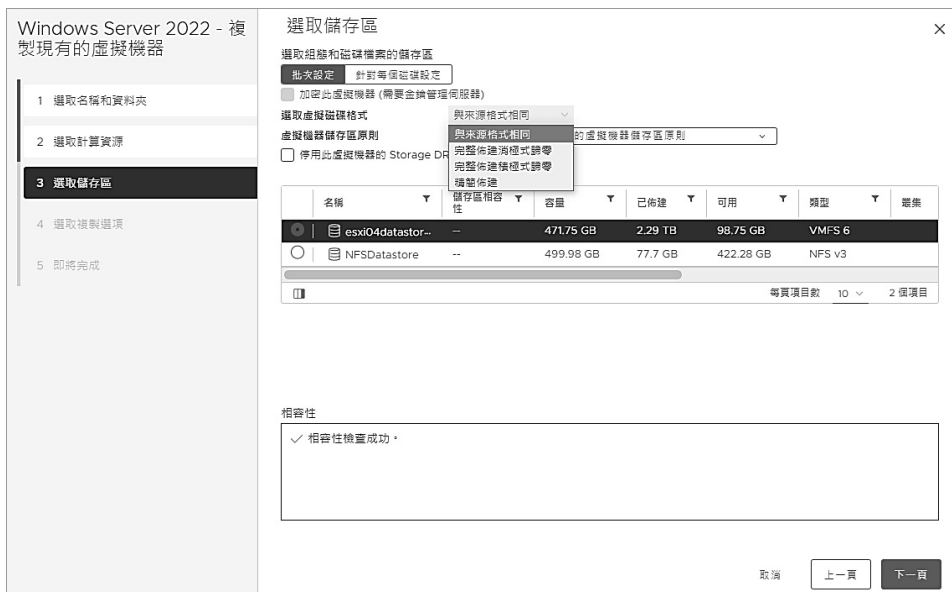 Windows Server 2022 - 複
製現有的虛擬機器
1 選取名稱和資料夾
2 選取計算資源
3 選取儲存區
4 選取複製選項
5 即將完成
選取儲存區
選取組態和磁碟檔案的儲存區
批次設定 針對每個磁碟設定
加密此虛擬機器 (需要金鑰管理伺服器)
選取虛擬磁碟格式 與來源格式相同
虛擬機器儲存區原則 與來源格式相同 的虛擬機器儲存區原則
完整佈建消極式歸零
停用此虛擬機器的 Storage DR
完整佈建積極式歸零
精簡佈建
名稱 儲存區相容性 容量 已佈建 可用 類型 叢集
esxi04datastor... -- 471.75 GB 2.29 TB 98.75 GB VMFS 6
NFSDatastore -- 499.98 GB 77.7 GB 422.28 GB NFS v3
每頁項目數 10 2 個項目
相容性
相容性檢查成功。
取消 上一頁 下一頁